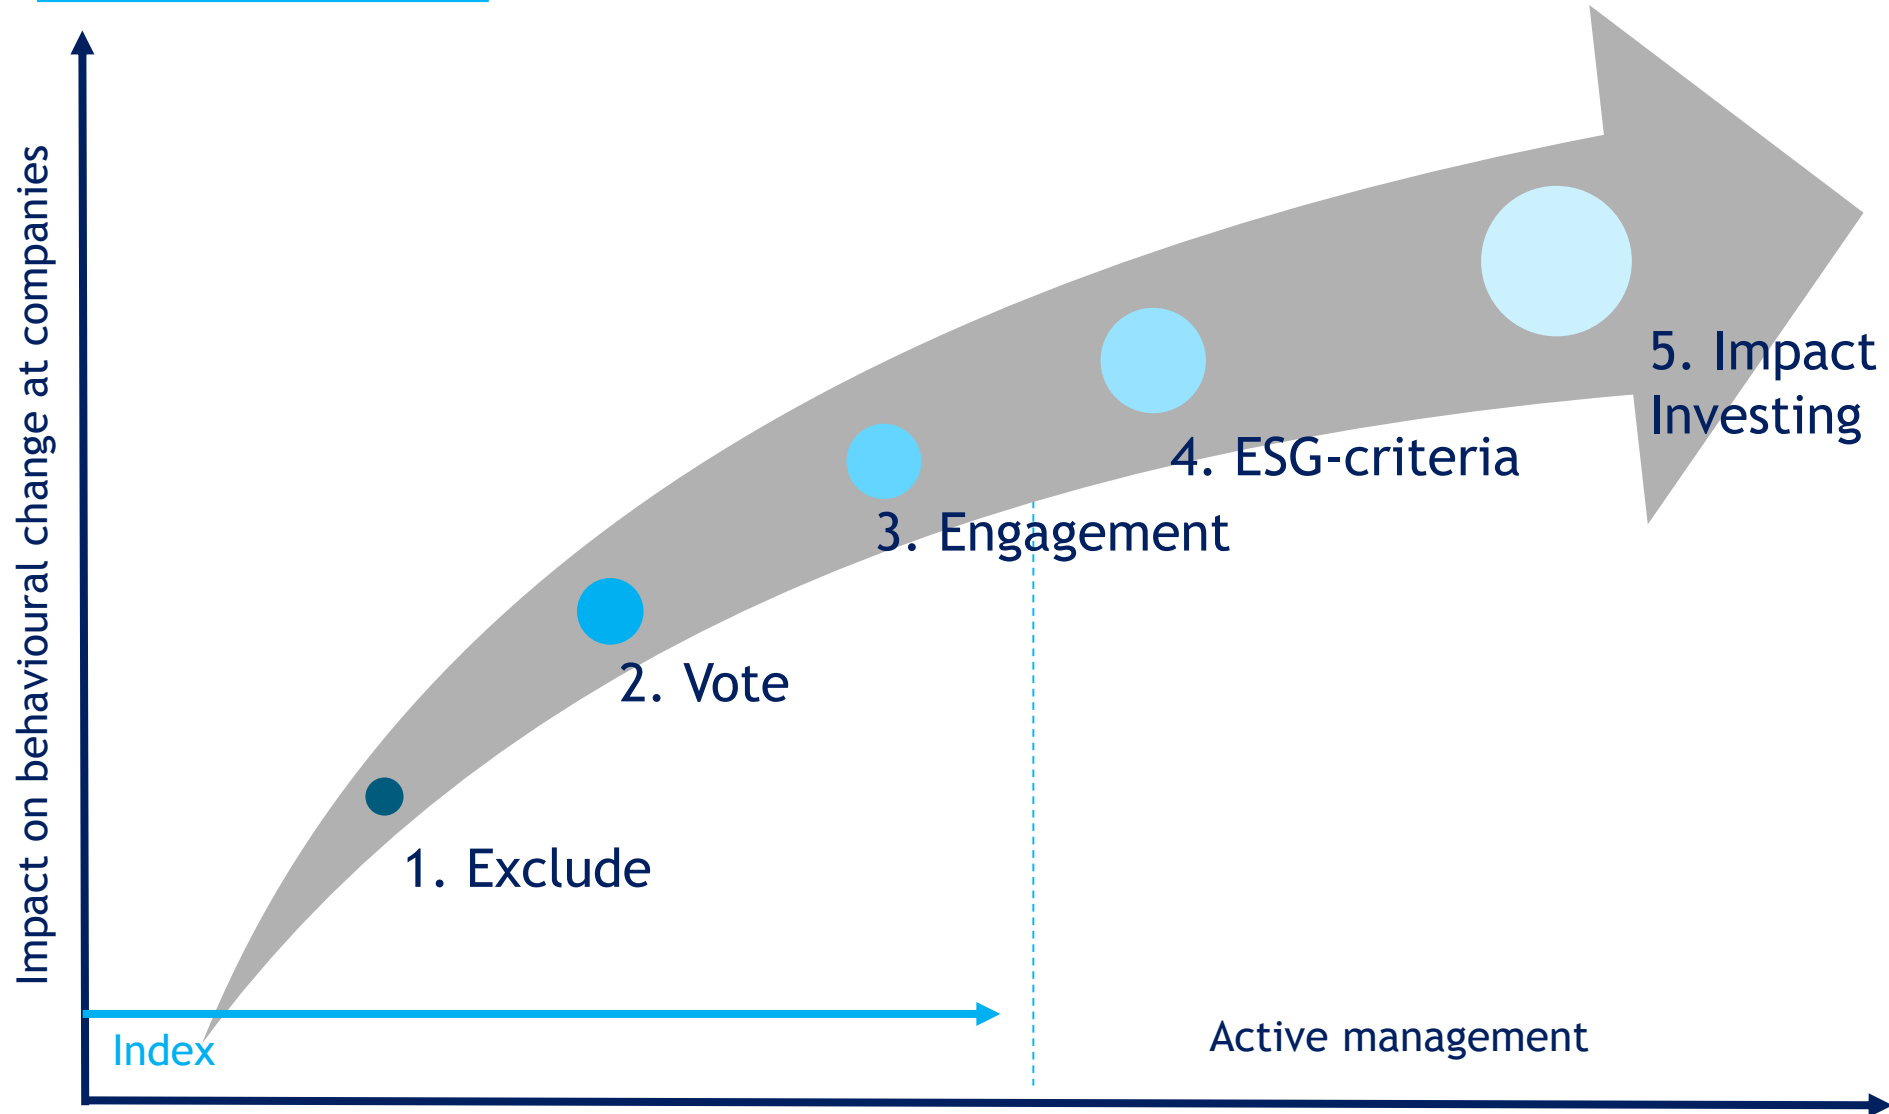 Impact on behavioural change at companies
5. Impact
Investing
4. ESG-criteria
3. Engagement
2. Vote
1. Exclude
Index
Active management